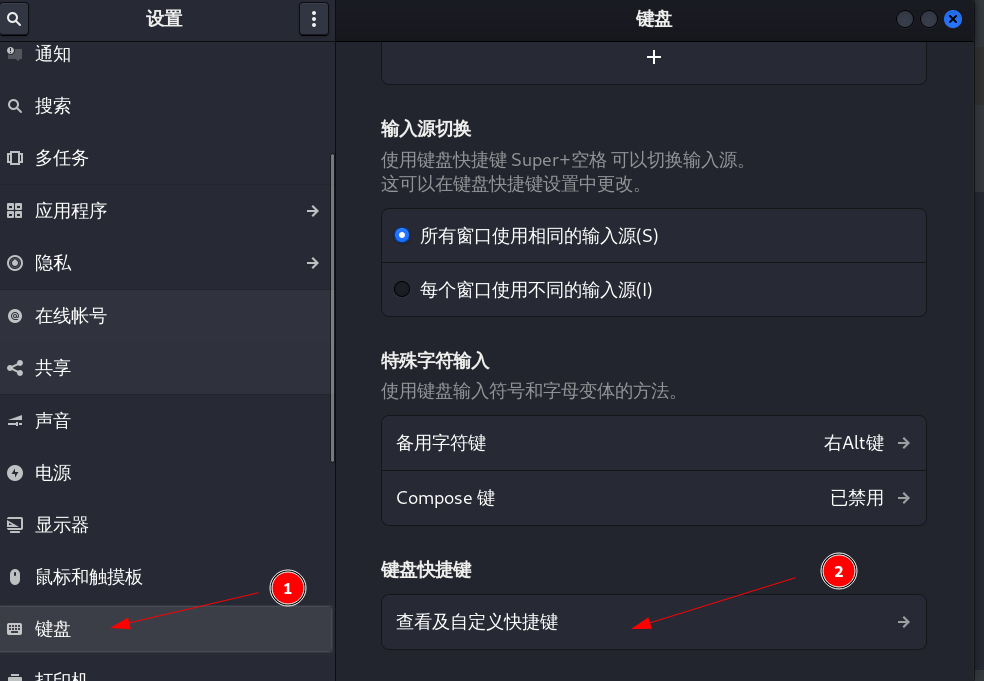 设置
通知
搜索
多任务
应用程序
隐私
在线帐号
共享
声音
电源
显示器
鼠标和触摸板
键盘
打印机
键盘
输入源切换
使用键盘快捷键 Super+空格 可以切换输入源。
这可以在键盘快捷键设置中更改。
所有窗口使用相同的输入源(S)
每个窗口使用不同的输入源(I)
特殊字符输入
使用键盘输入符号和字母变体的方法。
备用字符键 右Alt键
Compose 键 已禁用
键盘快捷键
查看及自定义快捷键
1
2